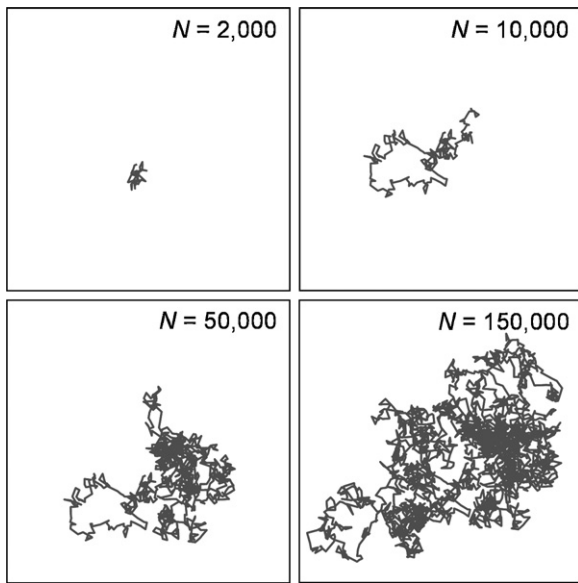 N = 2,000
N = 10,000
N = 50,000
N = 150,000